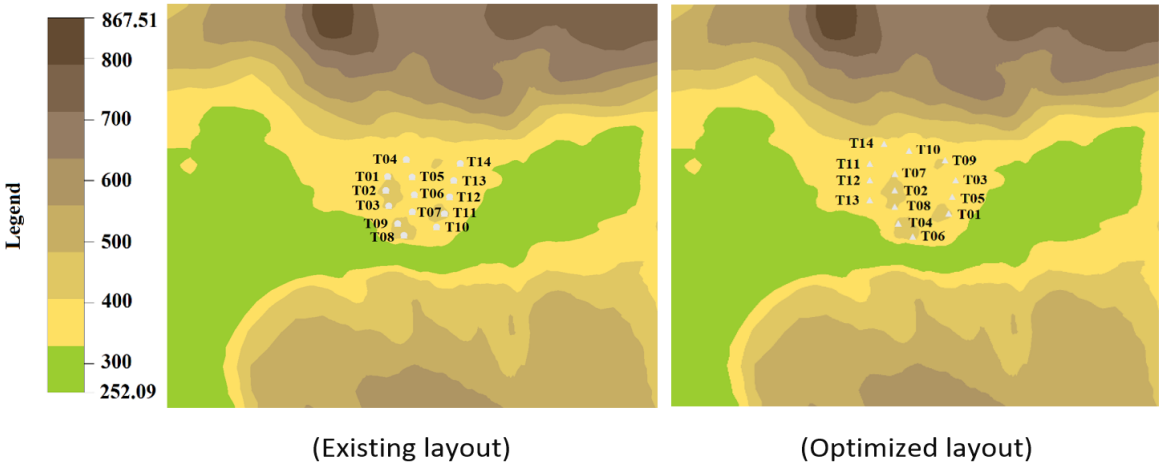 Legend
867.51
800
700
600
500
400
300
252.09
T04
T14
T01
T05
T13
T02
T06
T12
T03
T07
T11
T09
T10
T08
(Existing layout)
T14
T10
T11
T09
T07
T12
T03
T02
T13
T05
T08
T01
T04
T06
(Optimized layout)